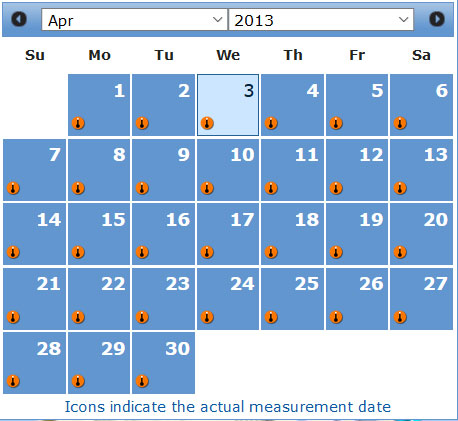 Apr 2013
Su Mo Tu We Th Fr Sa
1 2 3 4 5 6
7 8 9 10 11 12 13
14 15 16 17 18 19 20
21 22 23 24 25 26 27
28 29 30
Icons indicate the actual measurement date